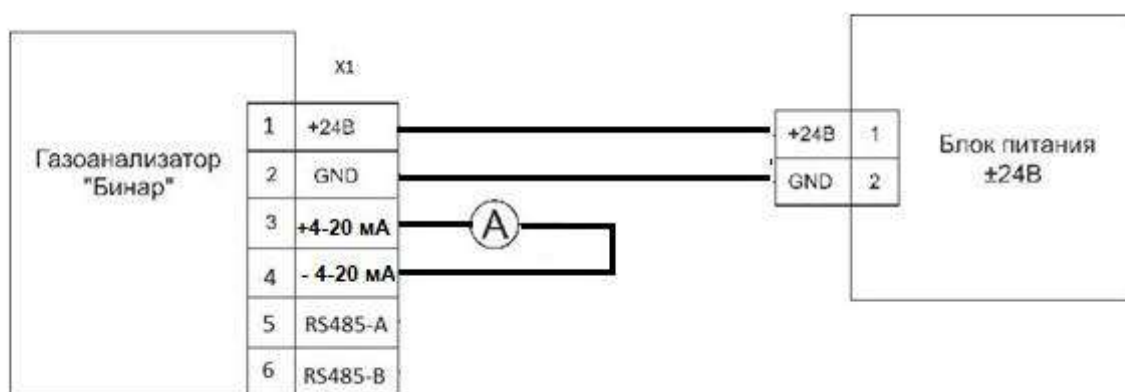 X1
Газоанализатор
"Бинар"
1 +24В
2 GND
3 +4-20 мА
4 - 4-20 мА
5 RS485-A
6 RS485-B
A
+24В 1
GND 2
Блок питания
±24В